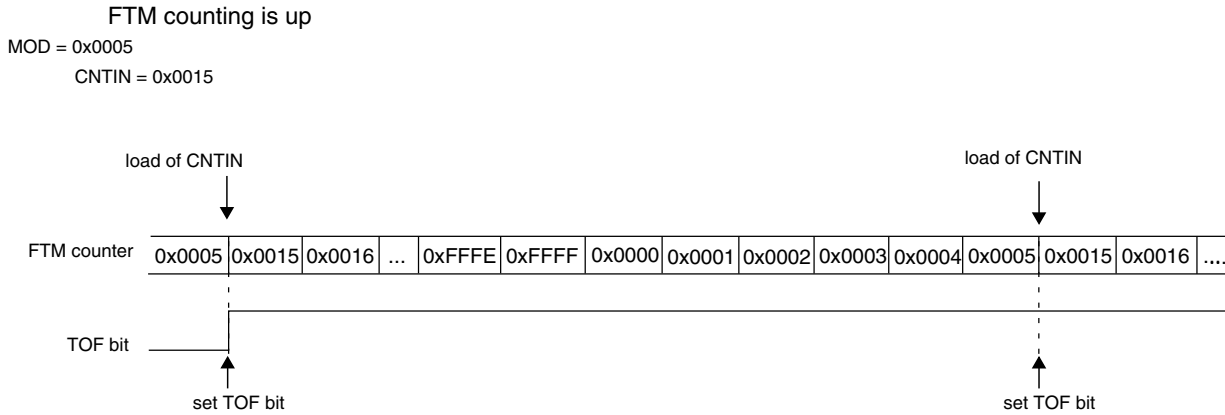 FTM counting is up
MOD = 0x0005
CNTIN = 0x0015
load of CNTIN load of CNTIN
FTM counter 0x0005 0x0015 0x0016 ... 0xFFFE 0xFFFF 0x0000 0x0001 0x0002 0x0003 0x0004 0x0005 0x0015 0x0016 ....
TOF bit
set TOF bit set TOF bit